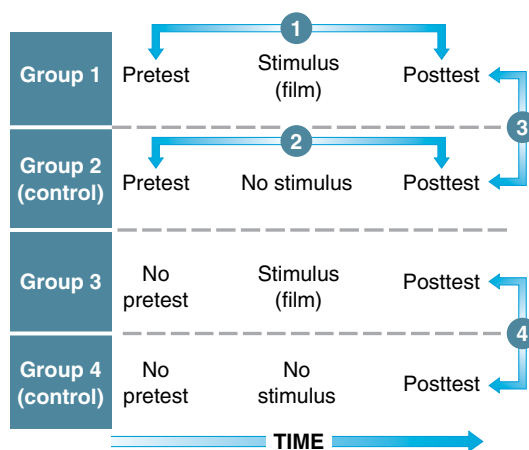 1
Group 1
Pretest
Stimulus
(film)
Posttest
3
2
Group 2
(control)
Pretest
No stimulus
Posttest
Group 3
No
pretest
Stimulus
(film)
Posttest
4
Group 4
(control)
No
pretest
No
stimulus
Posttest
TIME